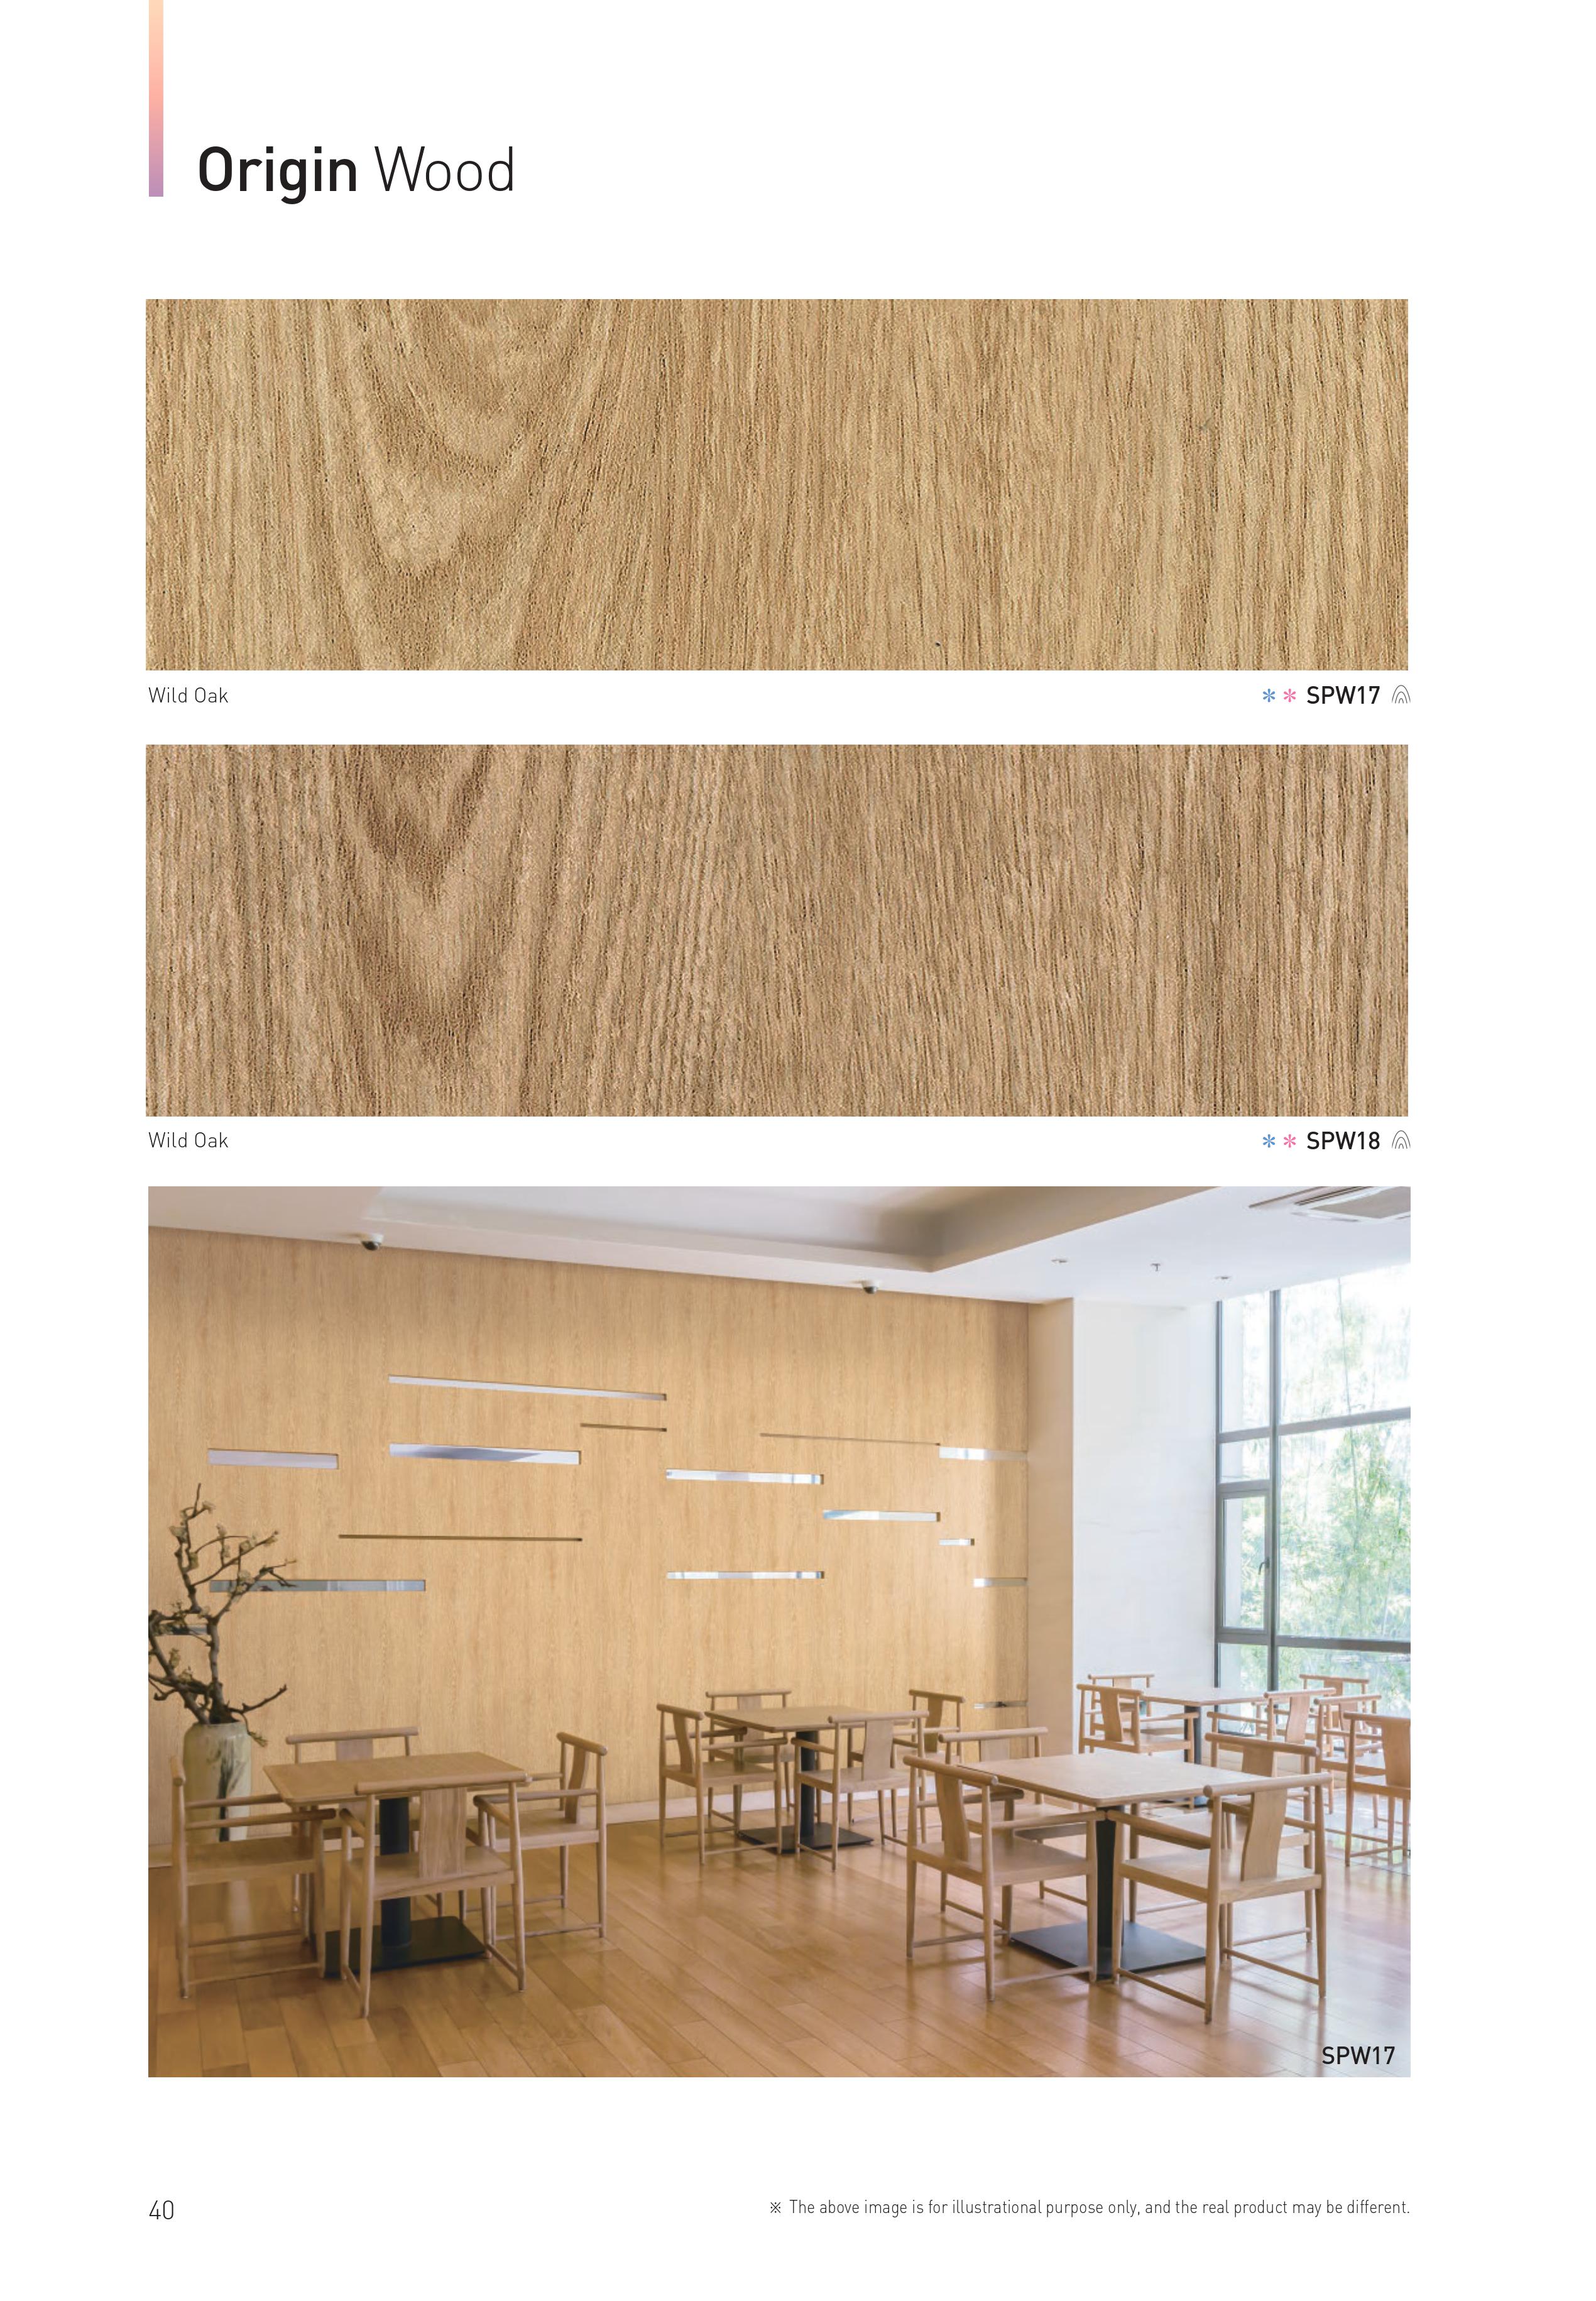 Origin Wood
Wild Oak
** SPW17
Wild Oak
** SPW18
SPW17
40
※ The above image is for illustrational purpose only, and the real product may be different.